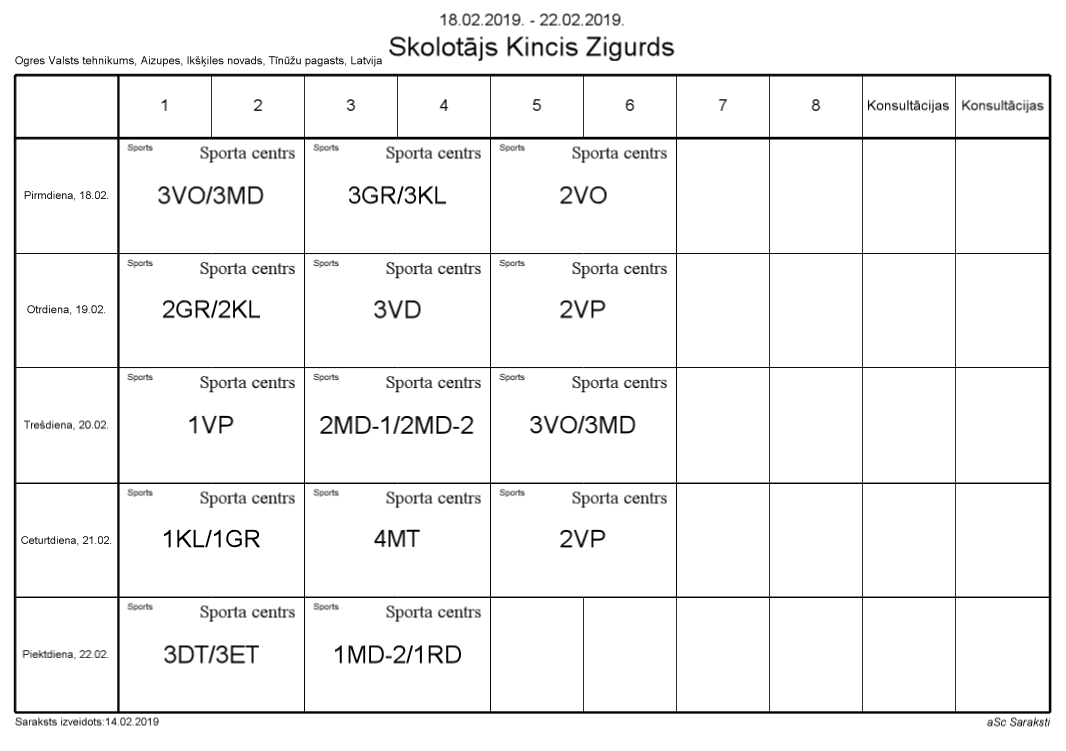 18.02.2019. - 22.02.2019.
Skolotājs Kincis Zigurds
Ogres Valsts tehnikums, Aizupes, Ikšķiles novads, Tīnūžu pagasts, Latvija
1 2 3 4 5 6 7 8 Konsultācijas Konsultācijas
Sports Sporta centrs Sports Sporta centrs Sports Sporta centrs
Pirmdiena, 18.02. 3VO/3MD 3GR/3KL 2VO
Sports Sporta centrs Sports Sporta centrs Sports Sporta centrs
Otrdiena, 19.02. 2GR/2KL 3VD 2VP
Sports Sporta centrs Sports Sporta centrs Sports Sporta centrs
Trešdiena, 20.02. 1VP 2MD-1/2MD-2 3VO/3MD
Sports Sporta centrs Sports Sporta centrs Sports Sporta centrs
Ceturtdiena, 21.02. 1KL/1GR 4MT 2VP
Sports Sporta centrs Sports Sporta centrs
Piektdiena, 22.02. 3DT/3ET 1MD-2/1RD
Saraksts izveidots:14.02.2019 aSc Saraksti